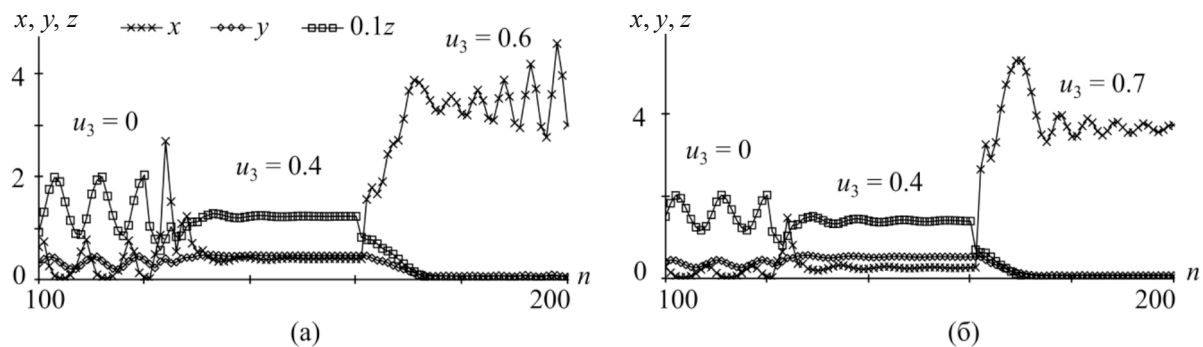 x, y, z
x y 0.1z
u₃ = 0.6
4
u₃ = 0
2
u₃ = 0.4
0
n
100
200
(а)
x, y, z
u₃ = 0.7
4
u₃ = 0
u₃ = 0.4
0
n
100
200
(б)